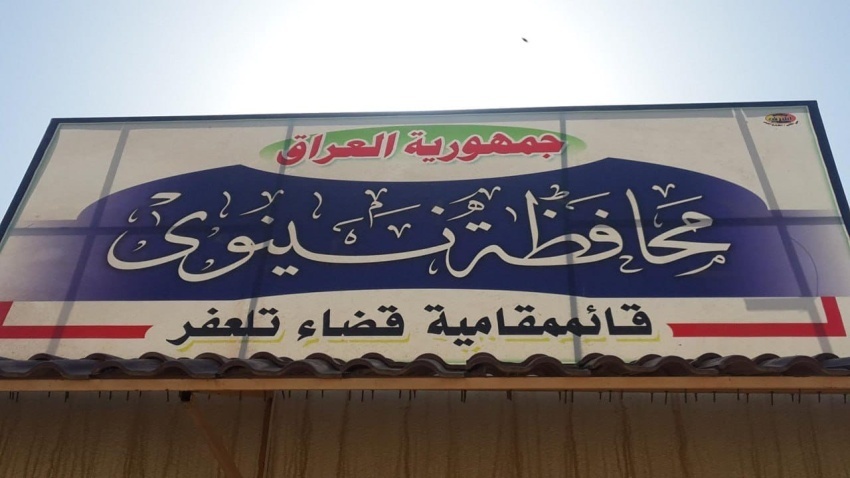 جمهورية العراق
محافظة نينوى
قائممقامية قضاء تلعفر